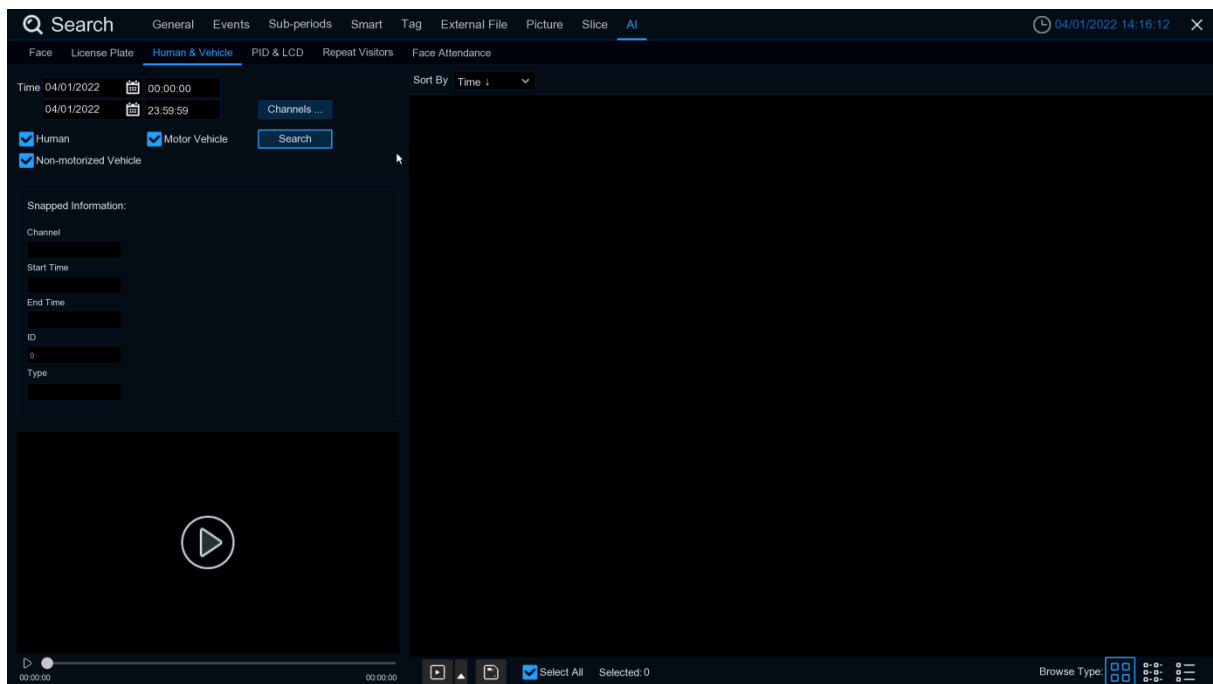 Search General Events Sub-periods Smart Tag External File Picture Slice AI 04/01/2022 14:16:12
Face License Plate Human & Vehicle PID & LCD Repeat Visitors Face Attendance
Time 04/01/2022 00:00:00
04/01/2022 23:59:59 Channels ...
Human Motor Vehicle Search
Non-motorized Vehicle
Snapped Information:
Channel
Start Time
End Time
ID
0
Type
00:00:00 00:00:00
Sort By Time ↓
Select All Selected: 0 Browse Type: